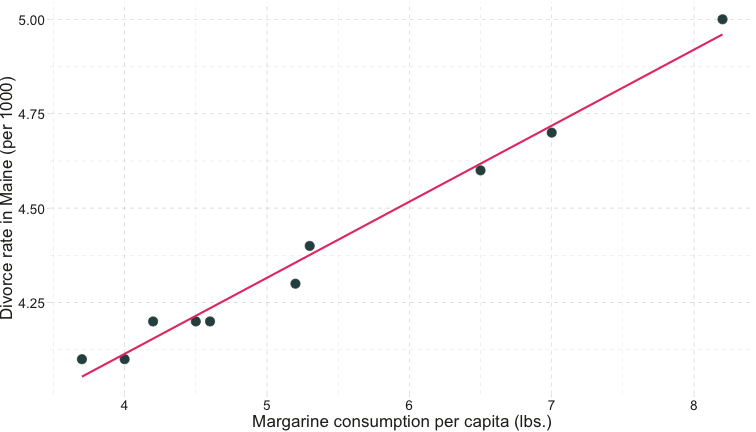 Divorce rate in Maine (per 1000)
5.00
4.75
4.50
4.25
4 5 6 7 8
Margarine consumption per capita (lbs.)